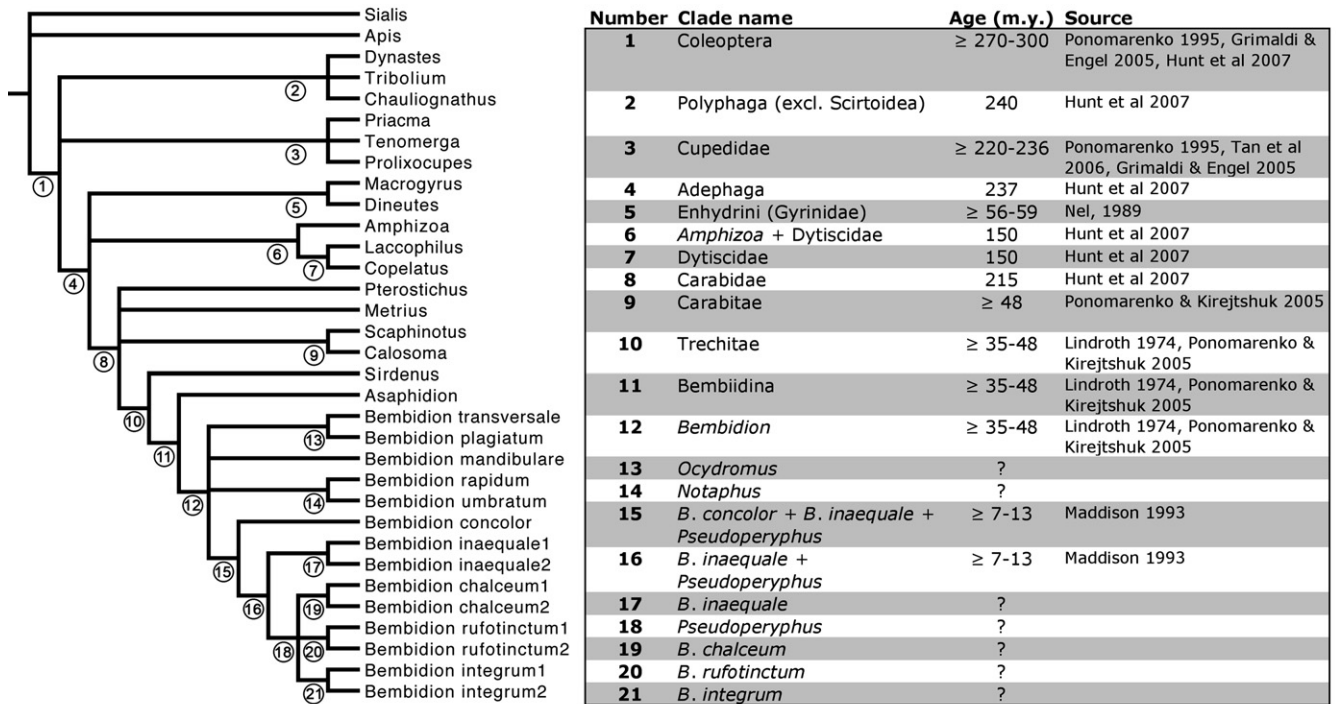 Sialis
Apis
Dynastes
Tribolium
Chauliognathus
Priacma
Tenomerga
Prolixocupes
Macrogyrus
Dineutes
Amphizoa
Laccophilus
Copelatus
Pterostichus
Metrius
Scaphinotus
Calosoma
Sirdenus
Asaphidion
Bembidion transversale
Bembidion plagiatum
Bembidion mandibulare
Bembidion rapidum
Bembidion umbratum
Bembidion concolor
Bembidion inaequale1
Bembidion inaequale2
Bembidion chalceum1
Bembidion chalceum2
Bembidion rufotinctum1
Bembidion rufotinctum2
Bembidion integrum1
Bembidion integrum2
2
3
1
5
6
7
4
9
8
10
13
11
14
12
17
15
19
16
18
20
21
Number Clade name Age (m.y.) Source
1 Coleoptera ≥ 270-300 Ponomarenko 1995, Grimaldi &
Engel 2005, Hunt et al 2007
2 Polyphaga (excl. Scirtoidea) 240 Hunt et al 2007
3 Cupedidae ≥ 220-236 Ponomarenko 1995, Tan et al
2006, Grimaldi & Engel 2005
4 Adephaga 237 Hunt et al 2007
5 Enhydrini (Gyrinidae) ≥ 56-59 Nel, 1989
6 Amphizoa + Dytiscidae 150 Hunt et al 2007
7 Dytiscidae 150 Hunt et al 2007
8 Carabidae 215 Hunt et al 2007
9 Carabitae ≥ 48 Ponomarenko & Kirejtshuk 2005
10 Trechitae ≥ 35-48 Lindroth 1974, Ponomarenko &
Kirejtshuk 2005
11 Bembiidina ≥ 35-48 Lindroth 1974, Ponomarenko &
Kirejtshuk 2005
12 Bembidion ≥ 35-48 Lindroth 1974, Ponomarenko &
Kirejtshuk 2005
13 Ocydromus ?
14 Notaphus ?
15 B. concolor + B. inaequale + ≥ 7-13 Maddison 1993
Pseudoperyphus
16 B. inaequale + ≥ 7-13 Maddison 1993
Pseudoperyphus
17 B. inaequale ?
18 Pseudoperyphus ?
19 B. chalceum ?
20 B. rufotinctum ?
21 B. integrum ?